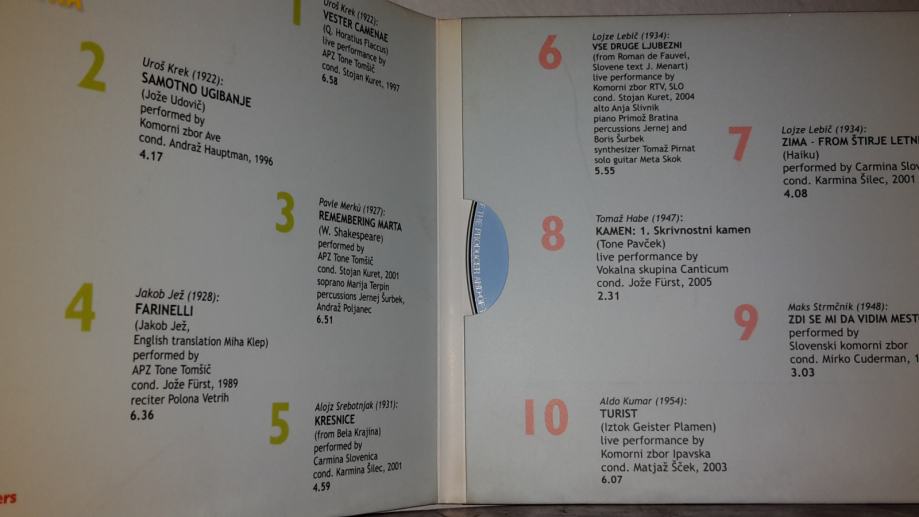 1
Uroš Krek (1922):
VESTER CAMENAE
(Q. Horatius Flaccus)
live performance by
APZ Tone Tomšič
cond. Stojan Kuret, 1997
6.58
2
Uroš Krek (1922):
SAMOTNO UGIBANJE
(Jože Udovič)
performed by
Komorni zbor Ave
cond. Andraž Hauptman, 1996
4.17
3
Pavle Merkù (1927):
REMEMBERING MARTA
(W. Shakespeare)
performed by
APZ Tone Tomšič
cond. Stojan Kuret, 2001
soprano Marija Terpin
percussions Jernej Šurbek,
Andraž Poljanec
6.51
4
Jakob Jež (1928):
FARINELLI
(Jakob Jež,
English translation Miha Klep)
performed by
APZ Tone Tomšič
cond. Jože Fürst, 1989
reciter Polona Vetrih
6.36
5
Alojz Srebotnjak (1931):
KRESNICE
(from Bela Krajina)
performed by
Carmina Slovenica
cond. Karmina Šilec, 2001
4.59
ers
6
Lojze Lebič (1934):
VSE DRUGE LJUBEZNI
(from Roman de Fauvel,
Slovene text J. Menart)
live performance by
Komorni zbor RTV, SLO
cond. Stojan Kuret, 2004
alto Anja Slivnik
piano Primož Bratina
percussions Jernej and
Boris Šurbek
synthesizer Tomaž Pirnat
solo guitar Meta Skok
5.55
7
Lojze Lebič (1934):
ZIMA - FROM ŠTIRJE LETN
(Haiku)
performed by Carmina Slov
cond. Karmina Šilec, 2001
4.08
8
Tomaž Habe (1947):
KAMEN: 1. Skrivnostni kamen
(Tone Pavček)
live performance by
Vokalna skupina Canticum
cond. Jože Fürst, 2005
2.31
9
Maks Strmčnik (1948):
ZDI SE MI DA VIDIM MEST
performed by
Slovenski komorni zbor
cond. Mirko Cuderman, 1
3.03
10
Aldo Kumar (1954):
TURIST
(Iztok Geister Plamen)
live performance by
Komorni zbor Ipavska
cond. Matjaž Šček, 2003
6.07
THE PRODUCER AND OF